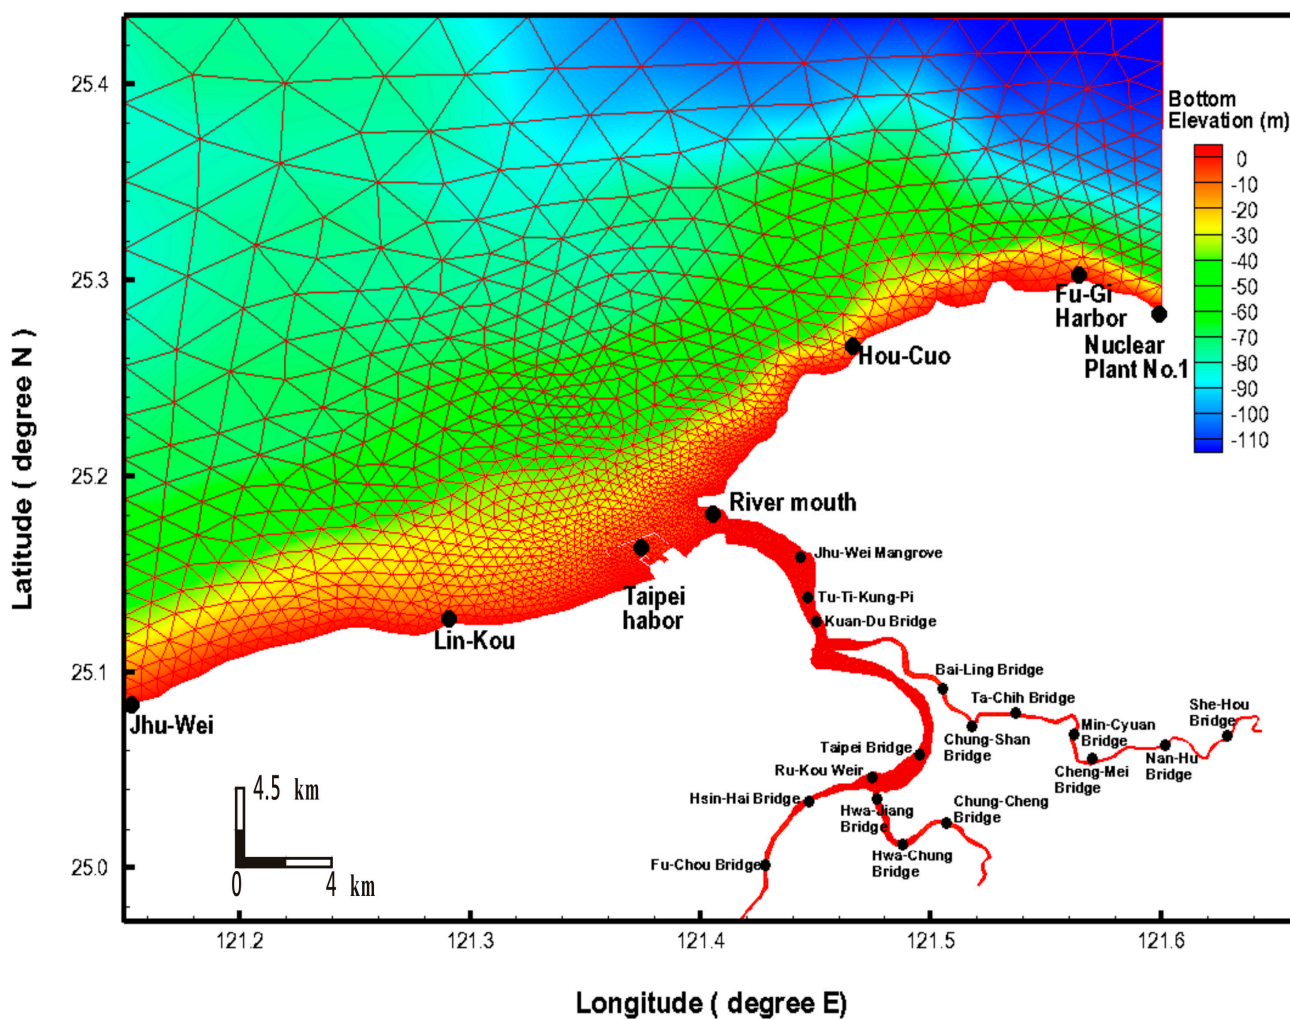 25.4
25.3
25.2
25.1
25.0
Latitude ( degree N )
Bottom
Elevation (m)
0
-10
-20
-30
-40
-60
-70
-80
-90
-100
-110
Fu-Gi
Harbor
Nuclear
Plant No.1
Hou-Cuo
River mouth
Jhu-Wei Mangrove
Taipei
habor
Tu-Ti-Kung-Pi
Kuan-Du Bridge
Lin-Kou
Jhu-Wei
Bai-Ling Bridge
Ta-Chih Bridge
She-Hou
Bridge
Min-Cyuan
Bridge
Chung-Shan
Bridge
Nan-Hu
Bridge
Cheng-Mei
Bridge
Taipei Bridge
Ru-Kou Weir
Hsin-Hai Bridge
Hwa-Jiang
Bridge
Chung-Cheng
Bridge
Hwa-Chung
Bridge
Fu-Chou Bridge
4.5 km
0
4 km
121.2
121.3
121.4
121.5
121.6
Longitude ( degree E)